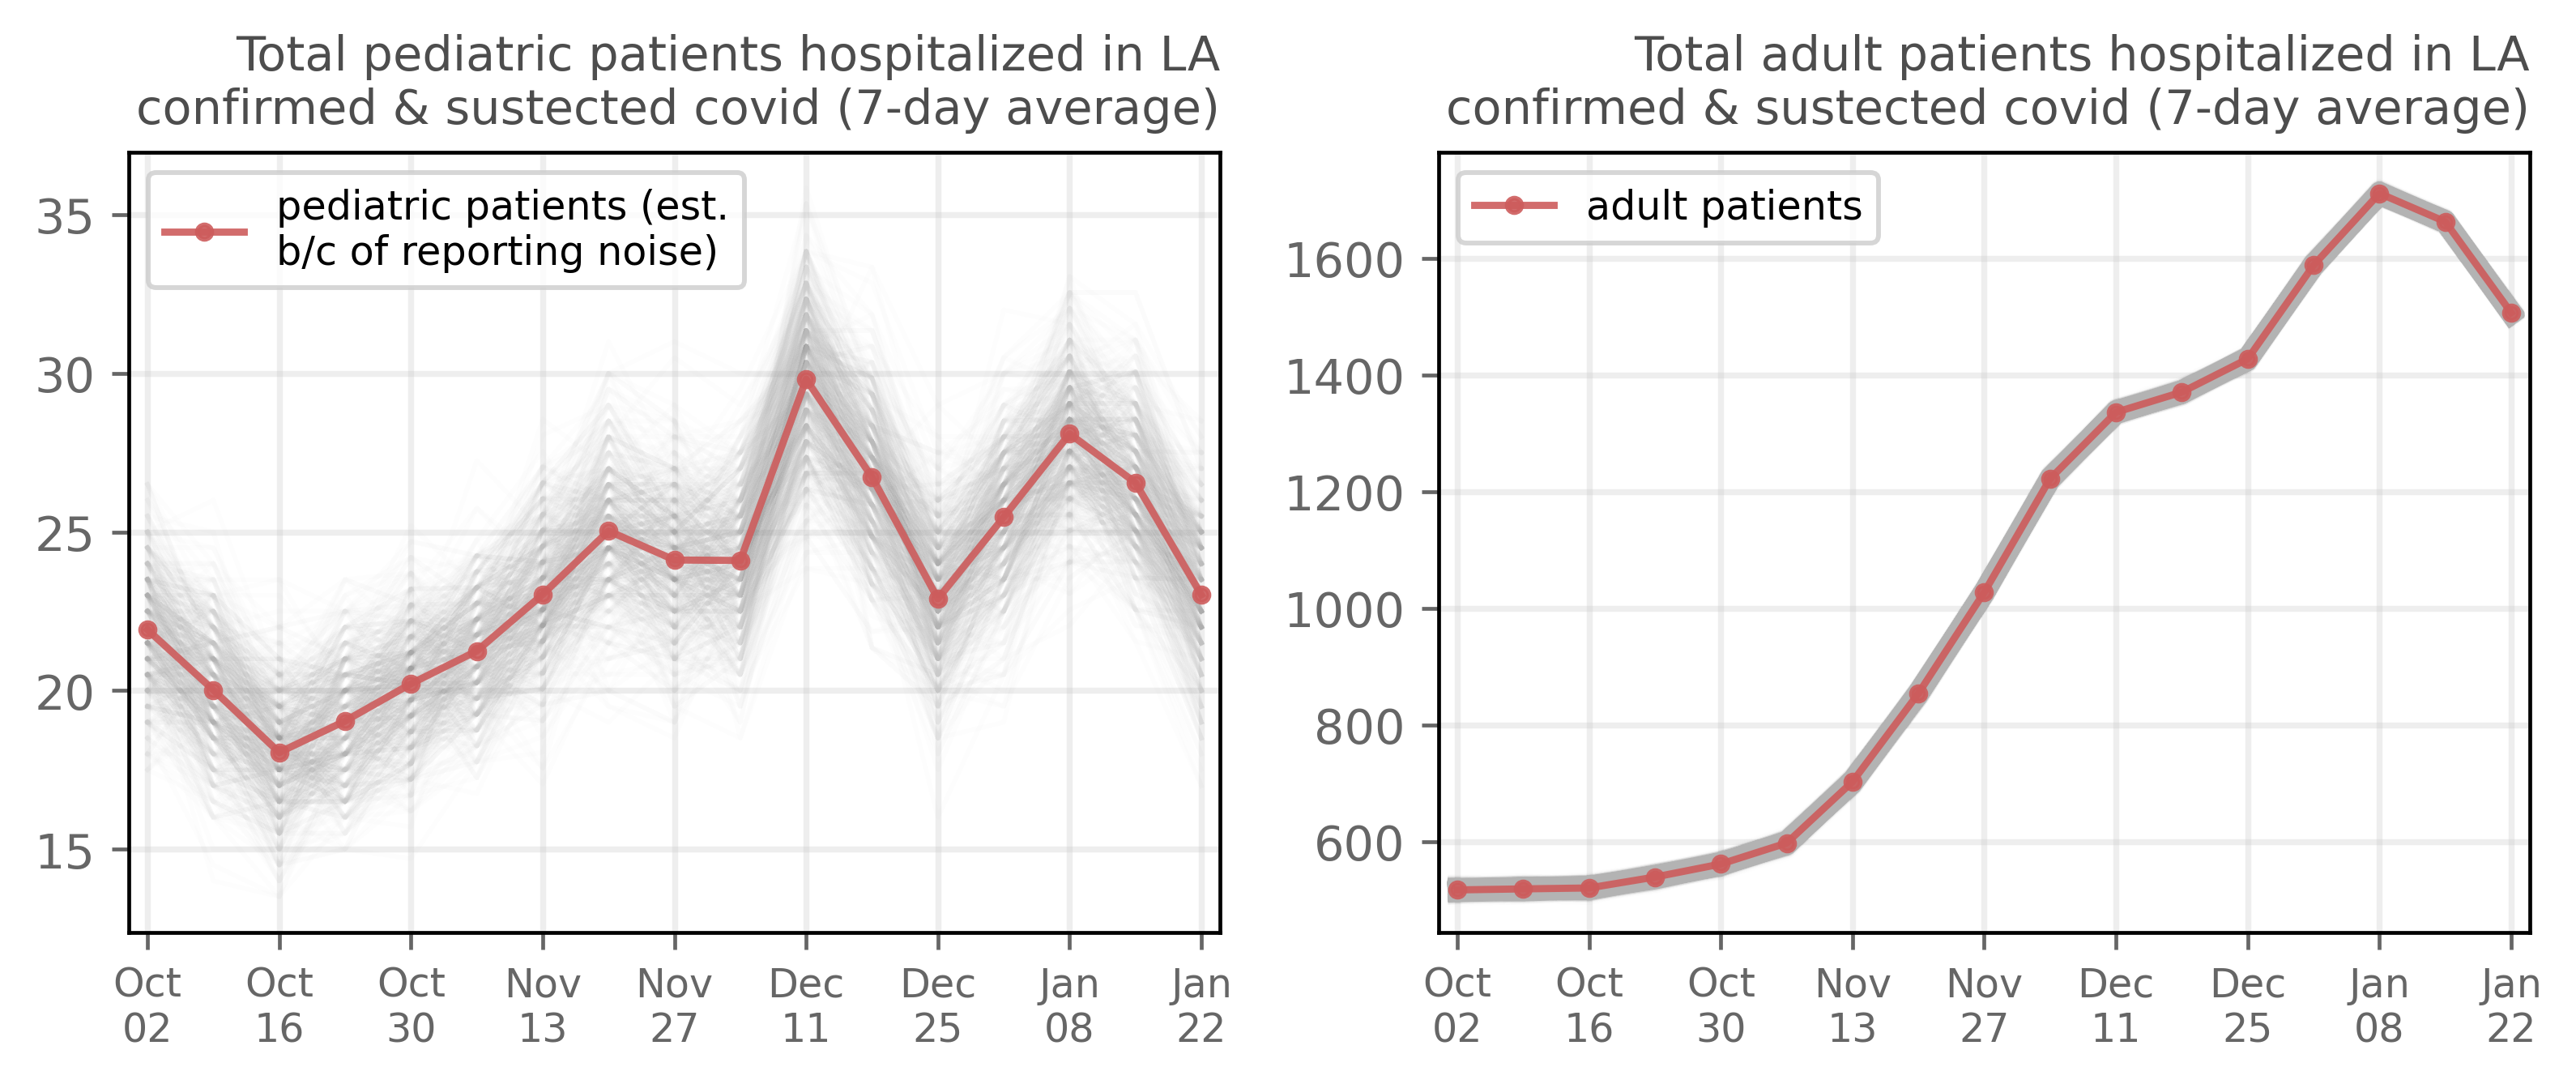 Total pediatric patients hospitalized in LA
confirmed & sustected covid (7-day average)
pediatric patients (est.
b/c of reporting noise)
35
30
25
20
15
Oct Oct Oct Nov Nov Dec Dec Jan Jan
02 16 30 13 27 11 25 08 22
Total adult patients hospitalized in LA
confirmed & sustected covid (7-day average)
adult patients
1600
1400
1200
1000
800
600
Oct Oct Oct Nov Nov Dec Dec Jan Jan
02 16 30 13 27 11 25 08 22